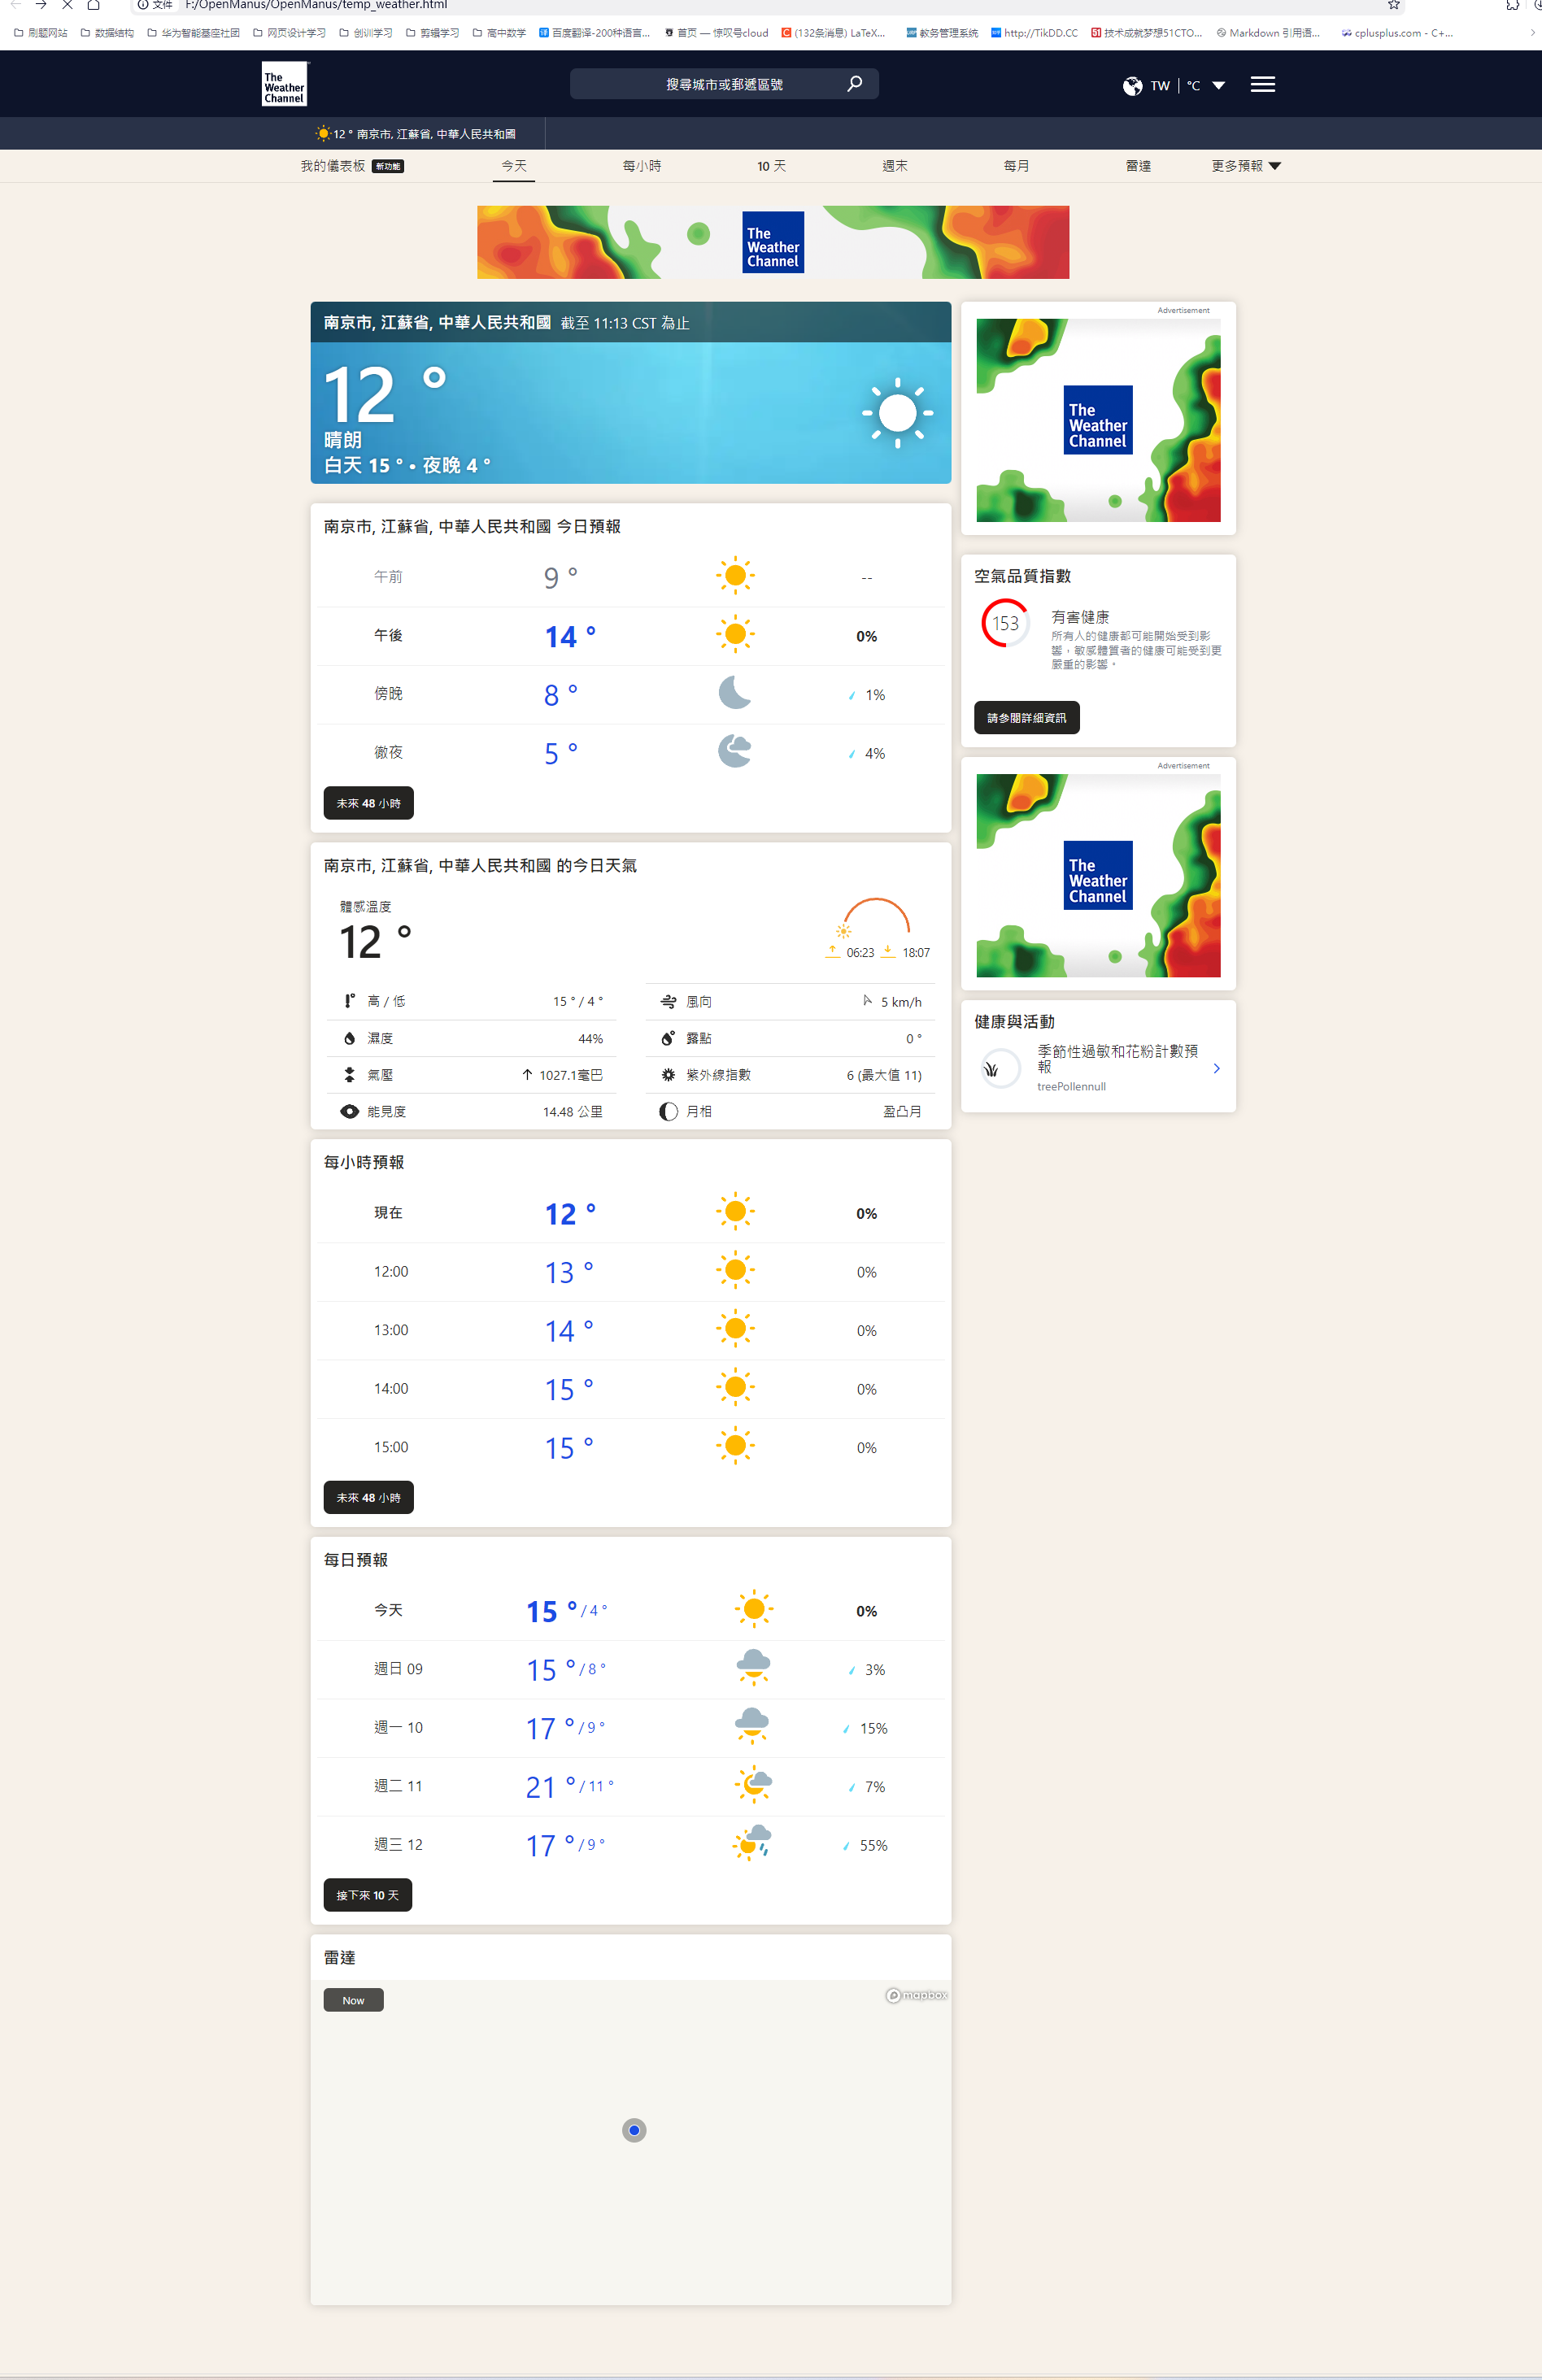 文件 F:/OpenManus/OpenManus/temp_weather.html
刷题网站 数据结构 华为智能基座社团 网页设计学习 创训学习 剪辑学习 高中数学 百度翻译-200种语言... 首页 — 惊叹号cloud (132条消息) LaTeX... 教务管理系统 http://TikDD.CC 技术成就梦想51CTO... Markdown 引用语... cplusplus.com - C+...
The
Weather
Channel
搜尋城市或郵遞區號
TW | °C
12 ° 南京市, 江蘇省, 中華人民共和國
我的儀表板 新功能 今天 每小時 10 天 週末 每月 雷達 更多預報
The
Weather
Channel
南京市, 江蘇省, 中華人民共和國 截至 11:13 CST 為止
12 °
晴朗
白天 15 ° • 夜晚 4 °
南京市, 江蘇省, 中華人民共和國 今日預報
午前 9 ° --
午後 14 ° 0%
傍晚 8 ° 1%
徹夜 5 ° 4%
未來 48 小時
南京市, 江蘇省, 中華人民共和國 的今日天氣
體感溫度
12 °
06:23 18:07
高 / 低 15 ° / 4 °
風向 5 km/h
濕度 44%
露點 0 °
氣壓 1027.1毫巴
紫外線指數 6 (最大值 11)
能見度 14.48 公里
月相 盈凸月
每小時預報
現在 12 ° 0%
12:00 13 ° 0%
13:00 14 ° 0%
14:00 15 ° 0%
15:00 15 ° 0%
未來 48 小時
每日預報
今天 15 ° / 4 ° 0%
週日 09 15 ° / 8 ° 3%
週一 10 17 ° / 9 ° 15%
週二 11 21 ° / 11 ° 7%
週三 12 17 ° / 9 ° 55%
接下來 10 天
雷達
Now
mapbox
Advertisement
The
Weather
Channel
空氣品質指數
153
有害健康
所有人的健康都可能開始受到影
響，敏感體質者的健康可能受到更
嚴重的影響。
請參閱詳細資訊
Advertisement
The
Weather
Channel
健康與活動
季節性過敏和花粉計數預
報
treePollennull